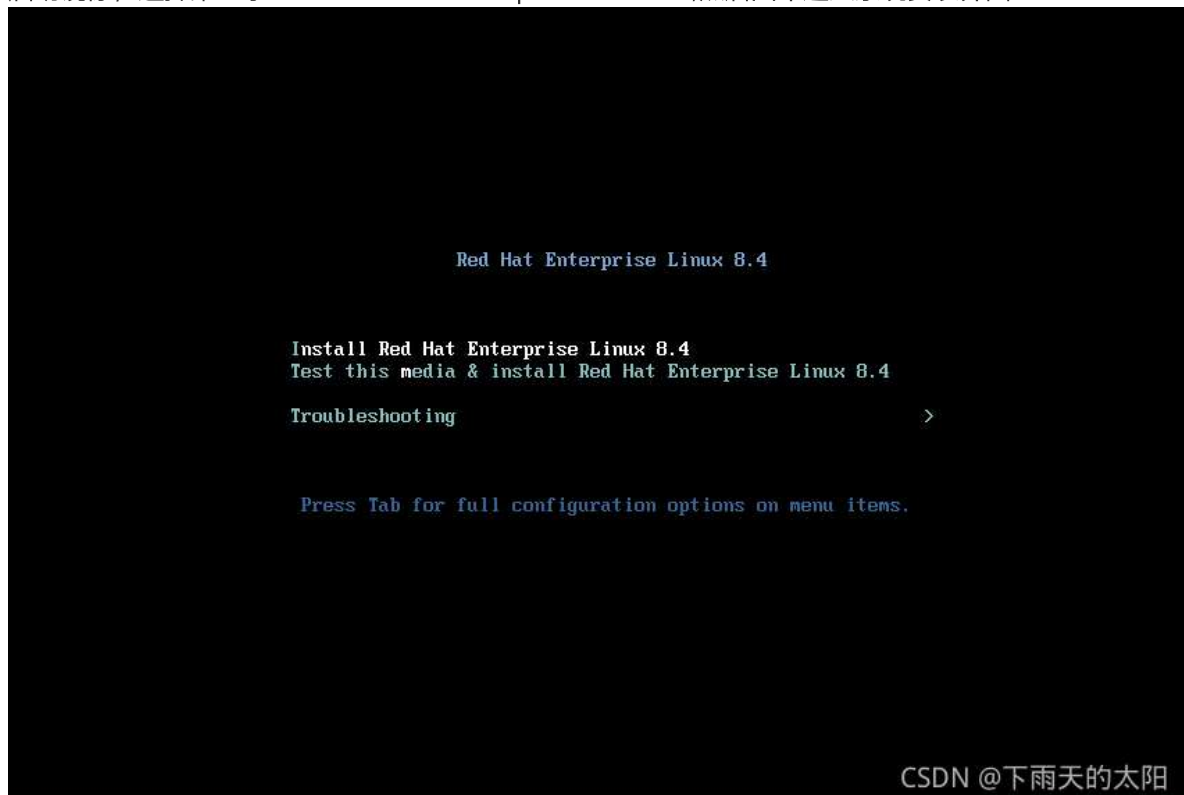 Red Hat Enterprise Linux 8.4
Install Red Hat Enterprise Linux 8.4
Test this media & install Red Hat Enterprise Linux 8.4
Troubleshooting >
Press Tab for full configuration options on menu items.
CSDN @下雨天的太阳